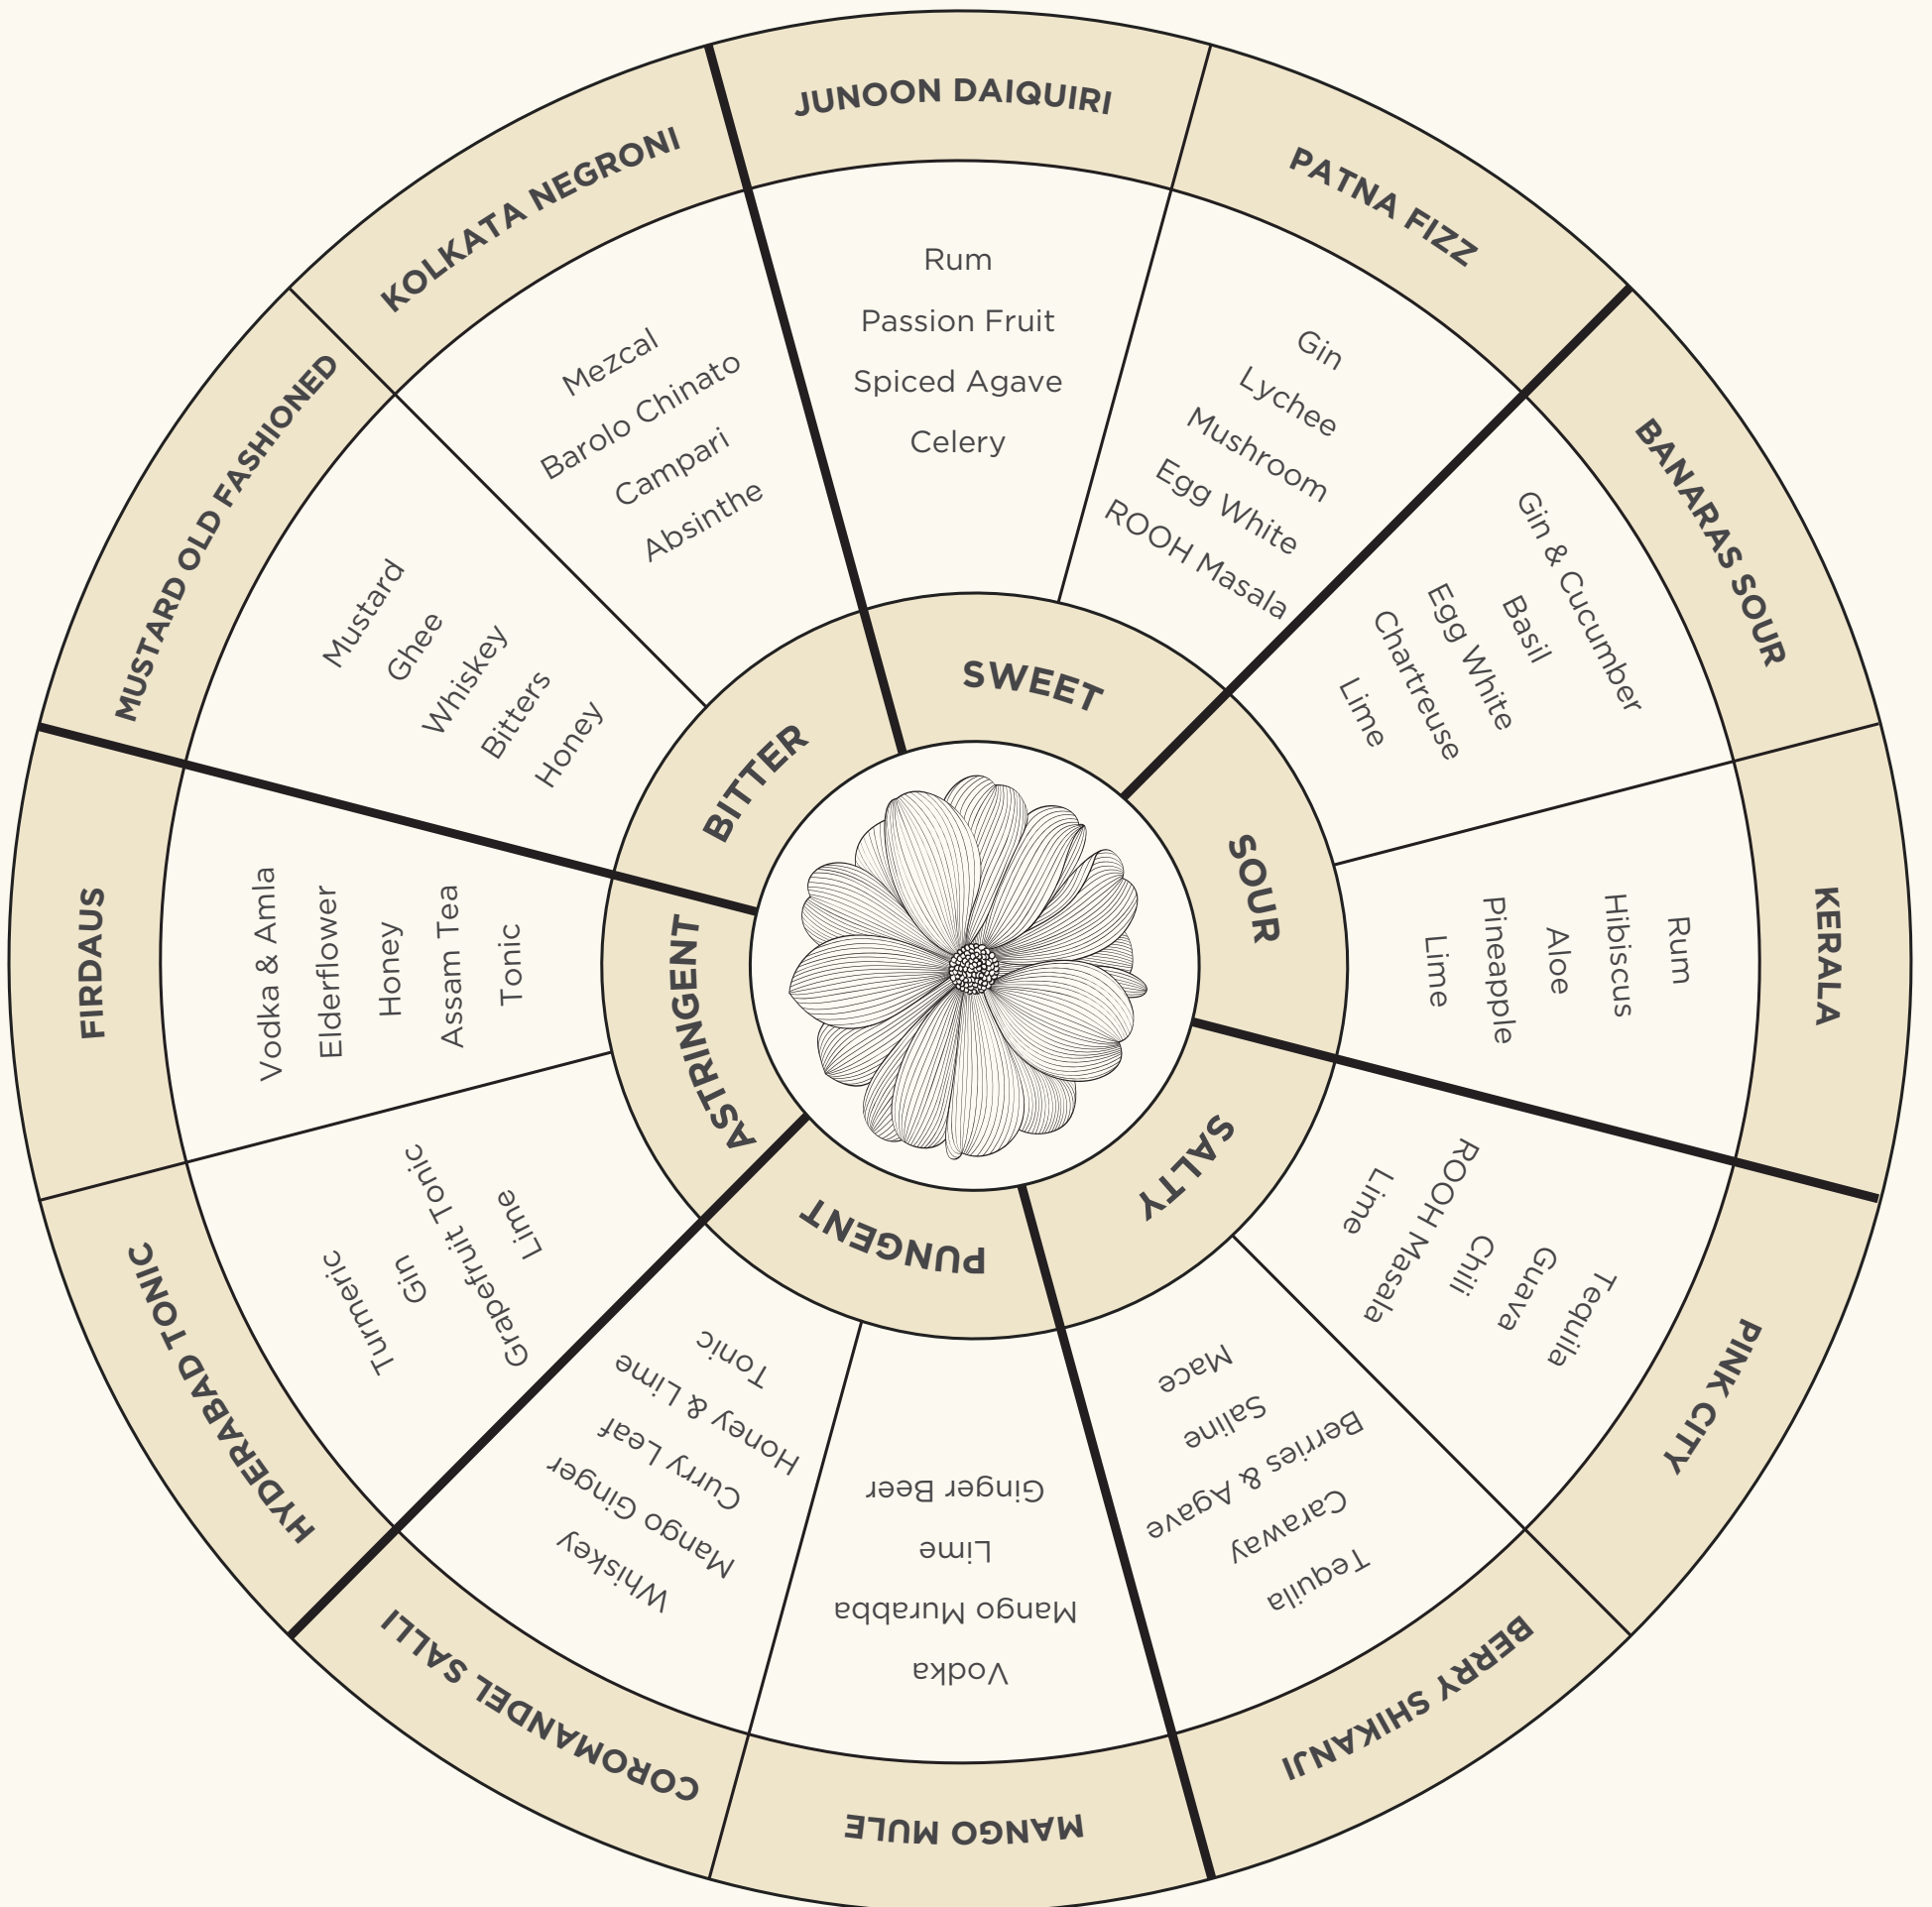 JUNOON DAIQUIRI
Rum
Passion Fruit
Spiced Agave
Celery
PATNA FIZZ
Gin
Lychee
Mushroom
Egg White
ROOH Masala
SWEET
BANARAS SOUR
Gin & Cucumber
Basil
Egg White
Chartreuse
Lime
KERALA
Rum
Hibiscus
Aloe
Pineapple
Lime
SOUR
PINK CITY
Tequila
Guava
Chili
ROOH Masala
Lime
BERRY SHIKANJI
Tequila
Caraway
Berries & Agave
Saline
Mace
SALTY
MANGO MULE
Vodka
Mango Murabba
Lime
Ginger Beer
COROMANDEL SALLI
Whiskey
Mango Ginger
Curry Leaf
Honey & Lime
Tonic
PUNGENT
HYDERABAD TONIC
Turmeric
Gin
Grapefruit Tonic
Lime
FIRDAUS
Vodka & Amla
Elderflower
Honey
Assam Tea
Tonic
ASTRINGENT
MUSTARD OLD FASHIONED
Mustard
Ghee
Whiskey
Bitters
Honey
KOLKATA NEGRONI
Mezcal
Barolo Chinato
Campari
Absinthe
BITTER